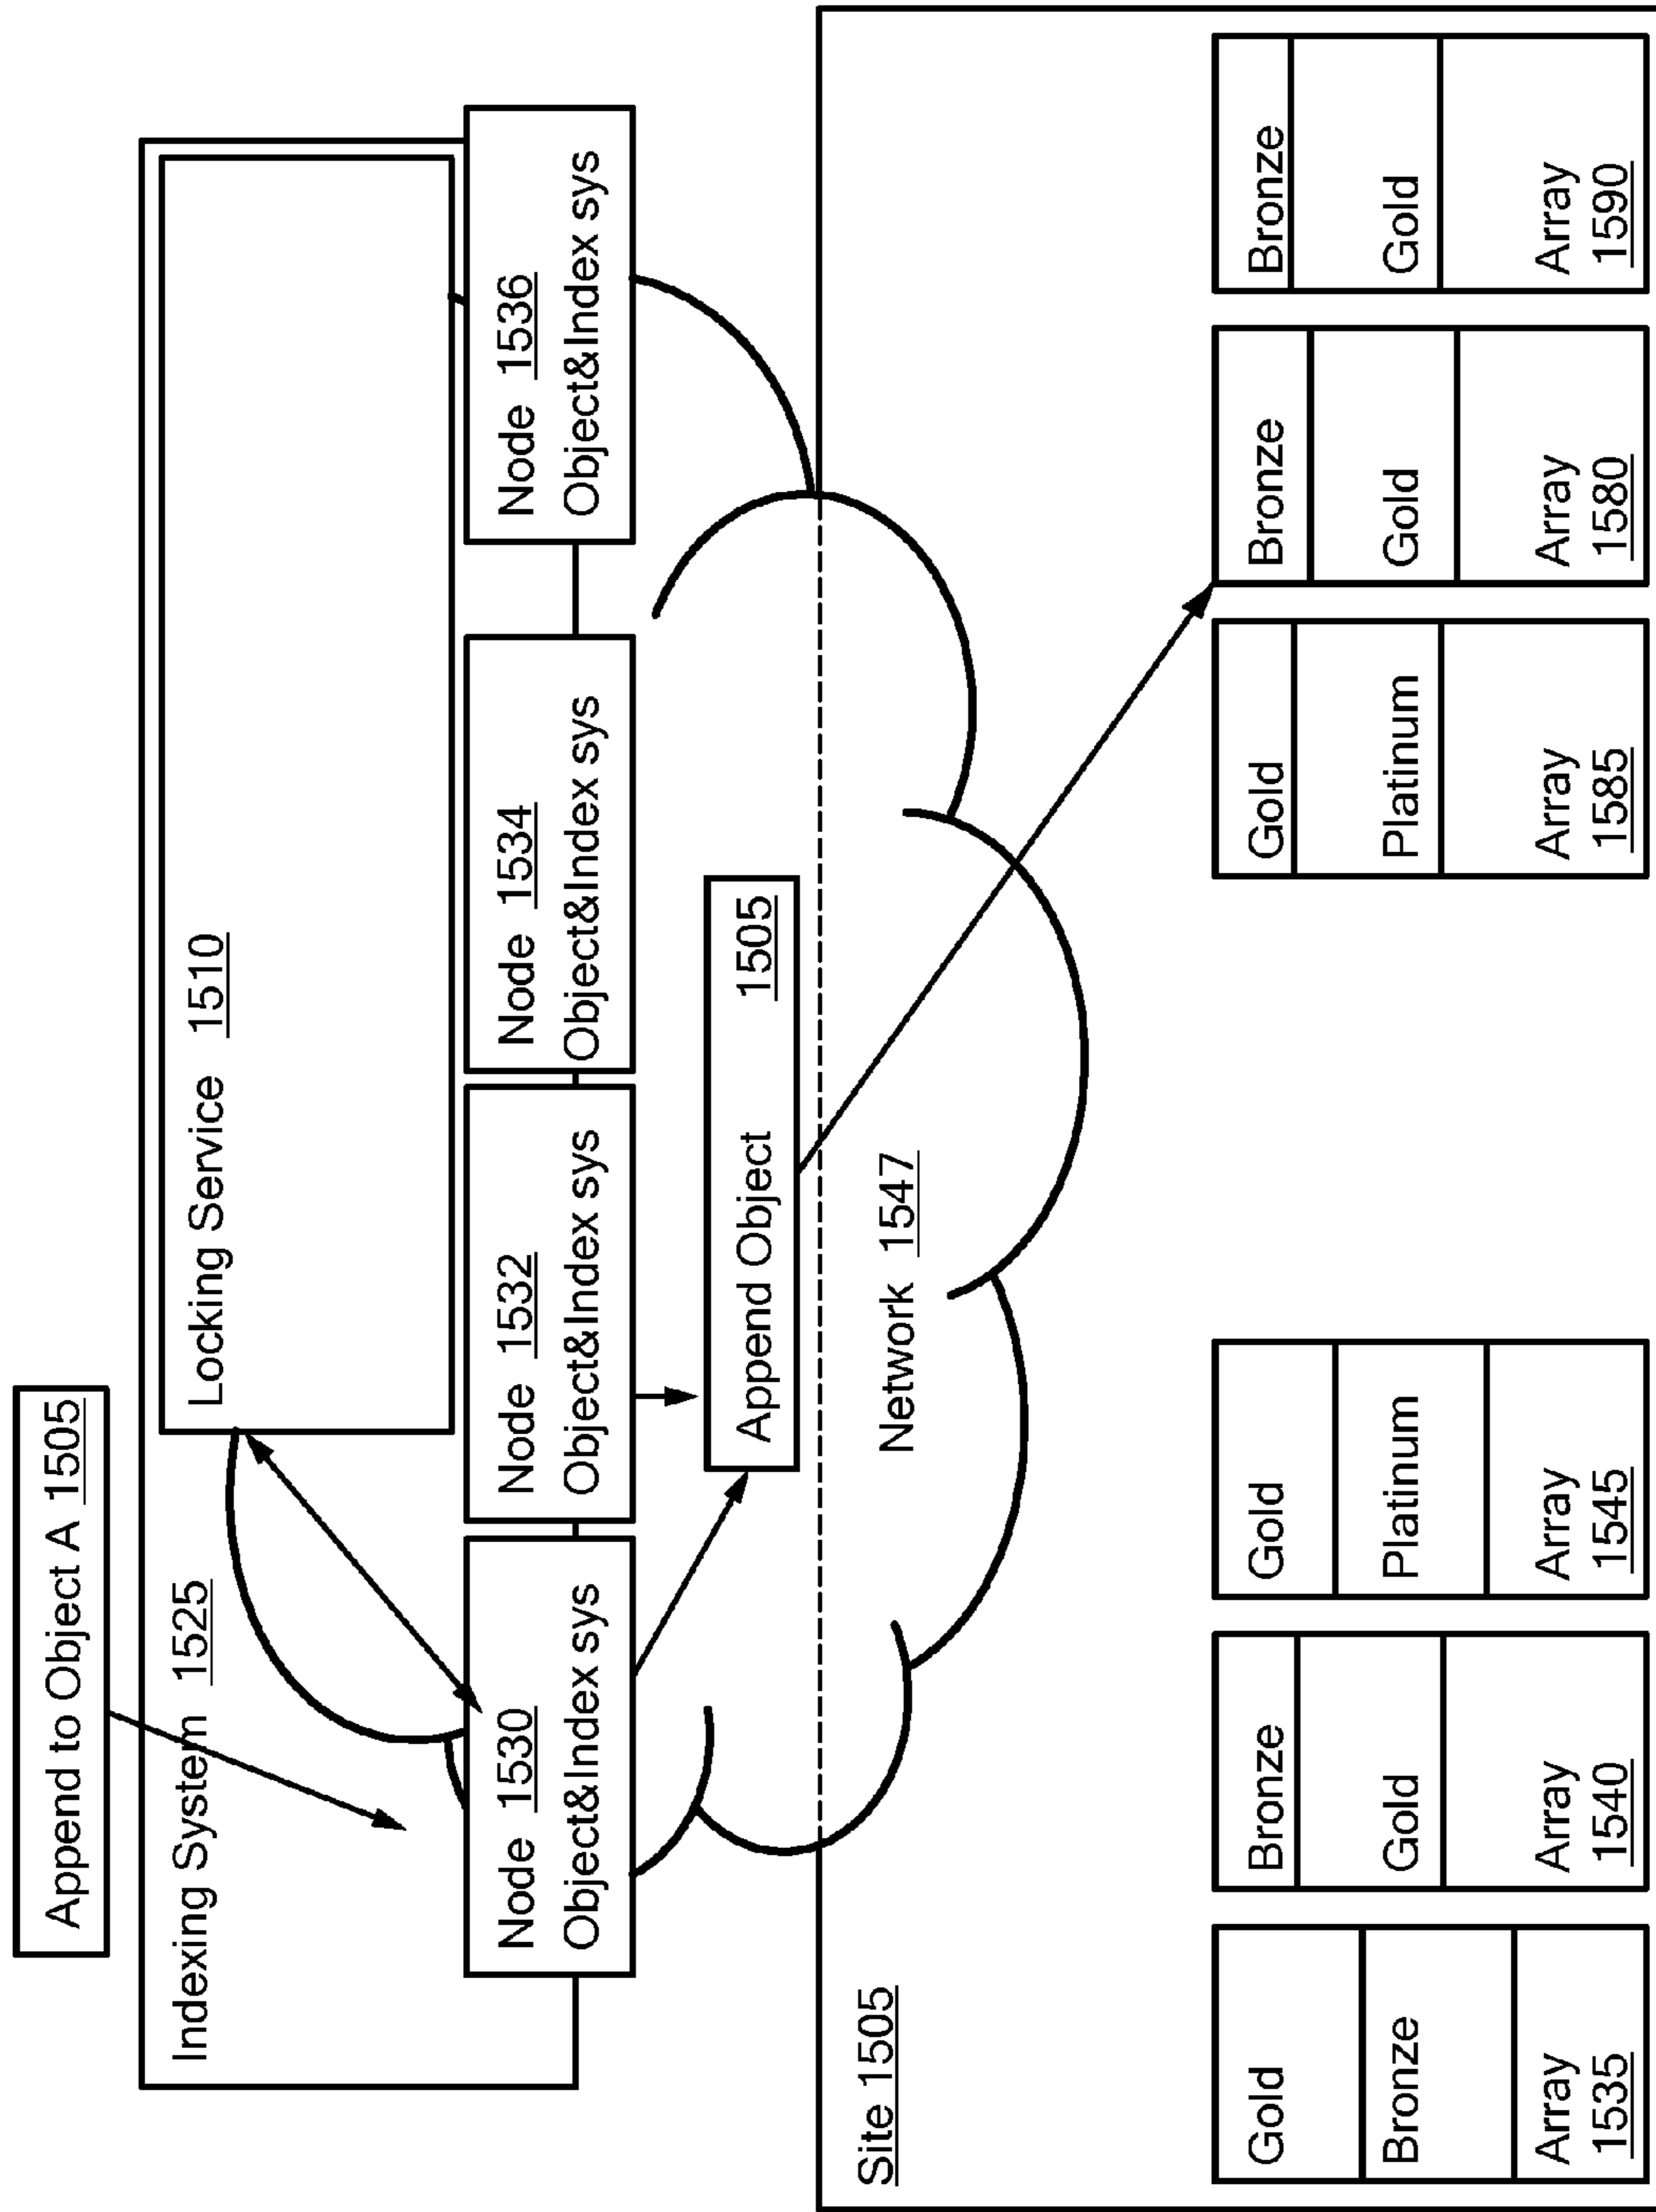 Append to Object A 1505
Indexing System 1525
Locking Service 1510
Node 1530
Object&Index sys
Node 1532
Object&Index sys
Node 1534
Object&Index sys
Node 1536
Object&Index sys
Append Object 1505
Site 1505
Network 1547
Gold
Bronze
Array
1535
Bronze
Gold
Array
1540
Gold
Platinum
Array
1545
Gold
Platinum
Array
1585
Bronze
Gold
Array
1580
Bronze
Gold
Array
1590